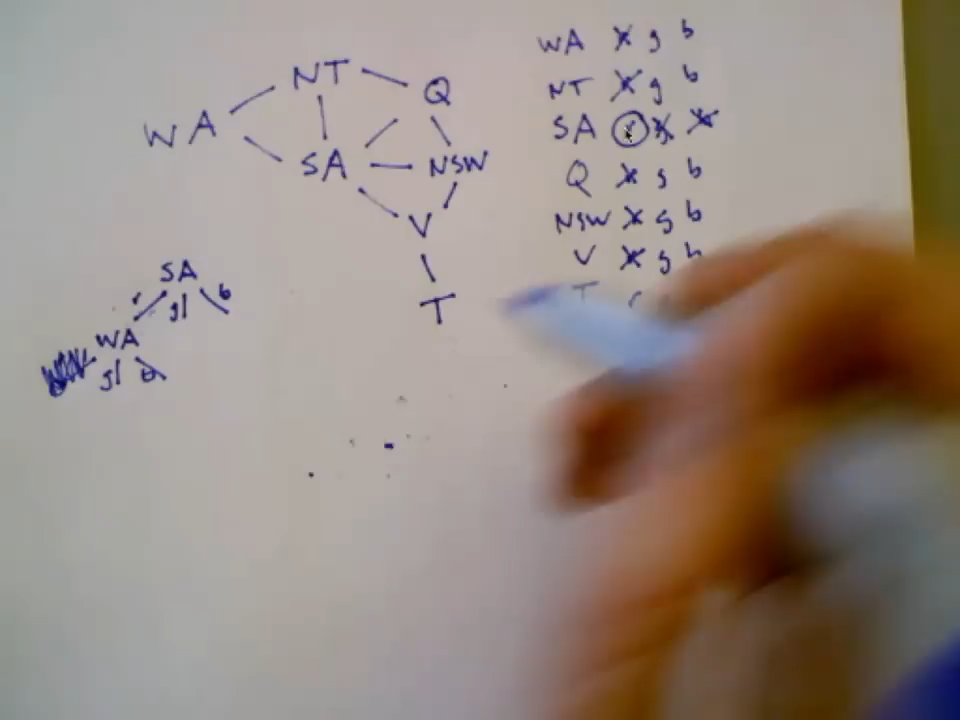 NT
Q
WA
SA
NSW
V
T
SA
r
g
b
WA
g
b
WA r g b
NT r g b
SA r g b
Q r g b
NSW r g b
V r g b
T r